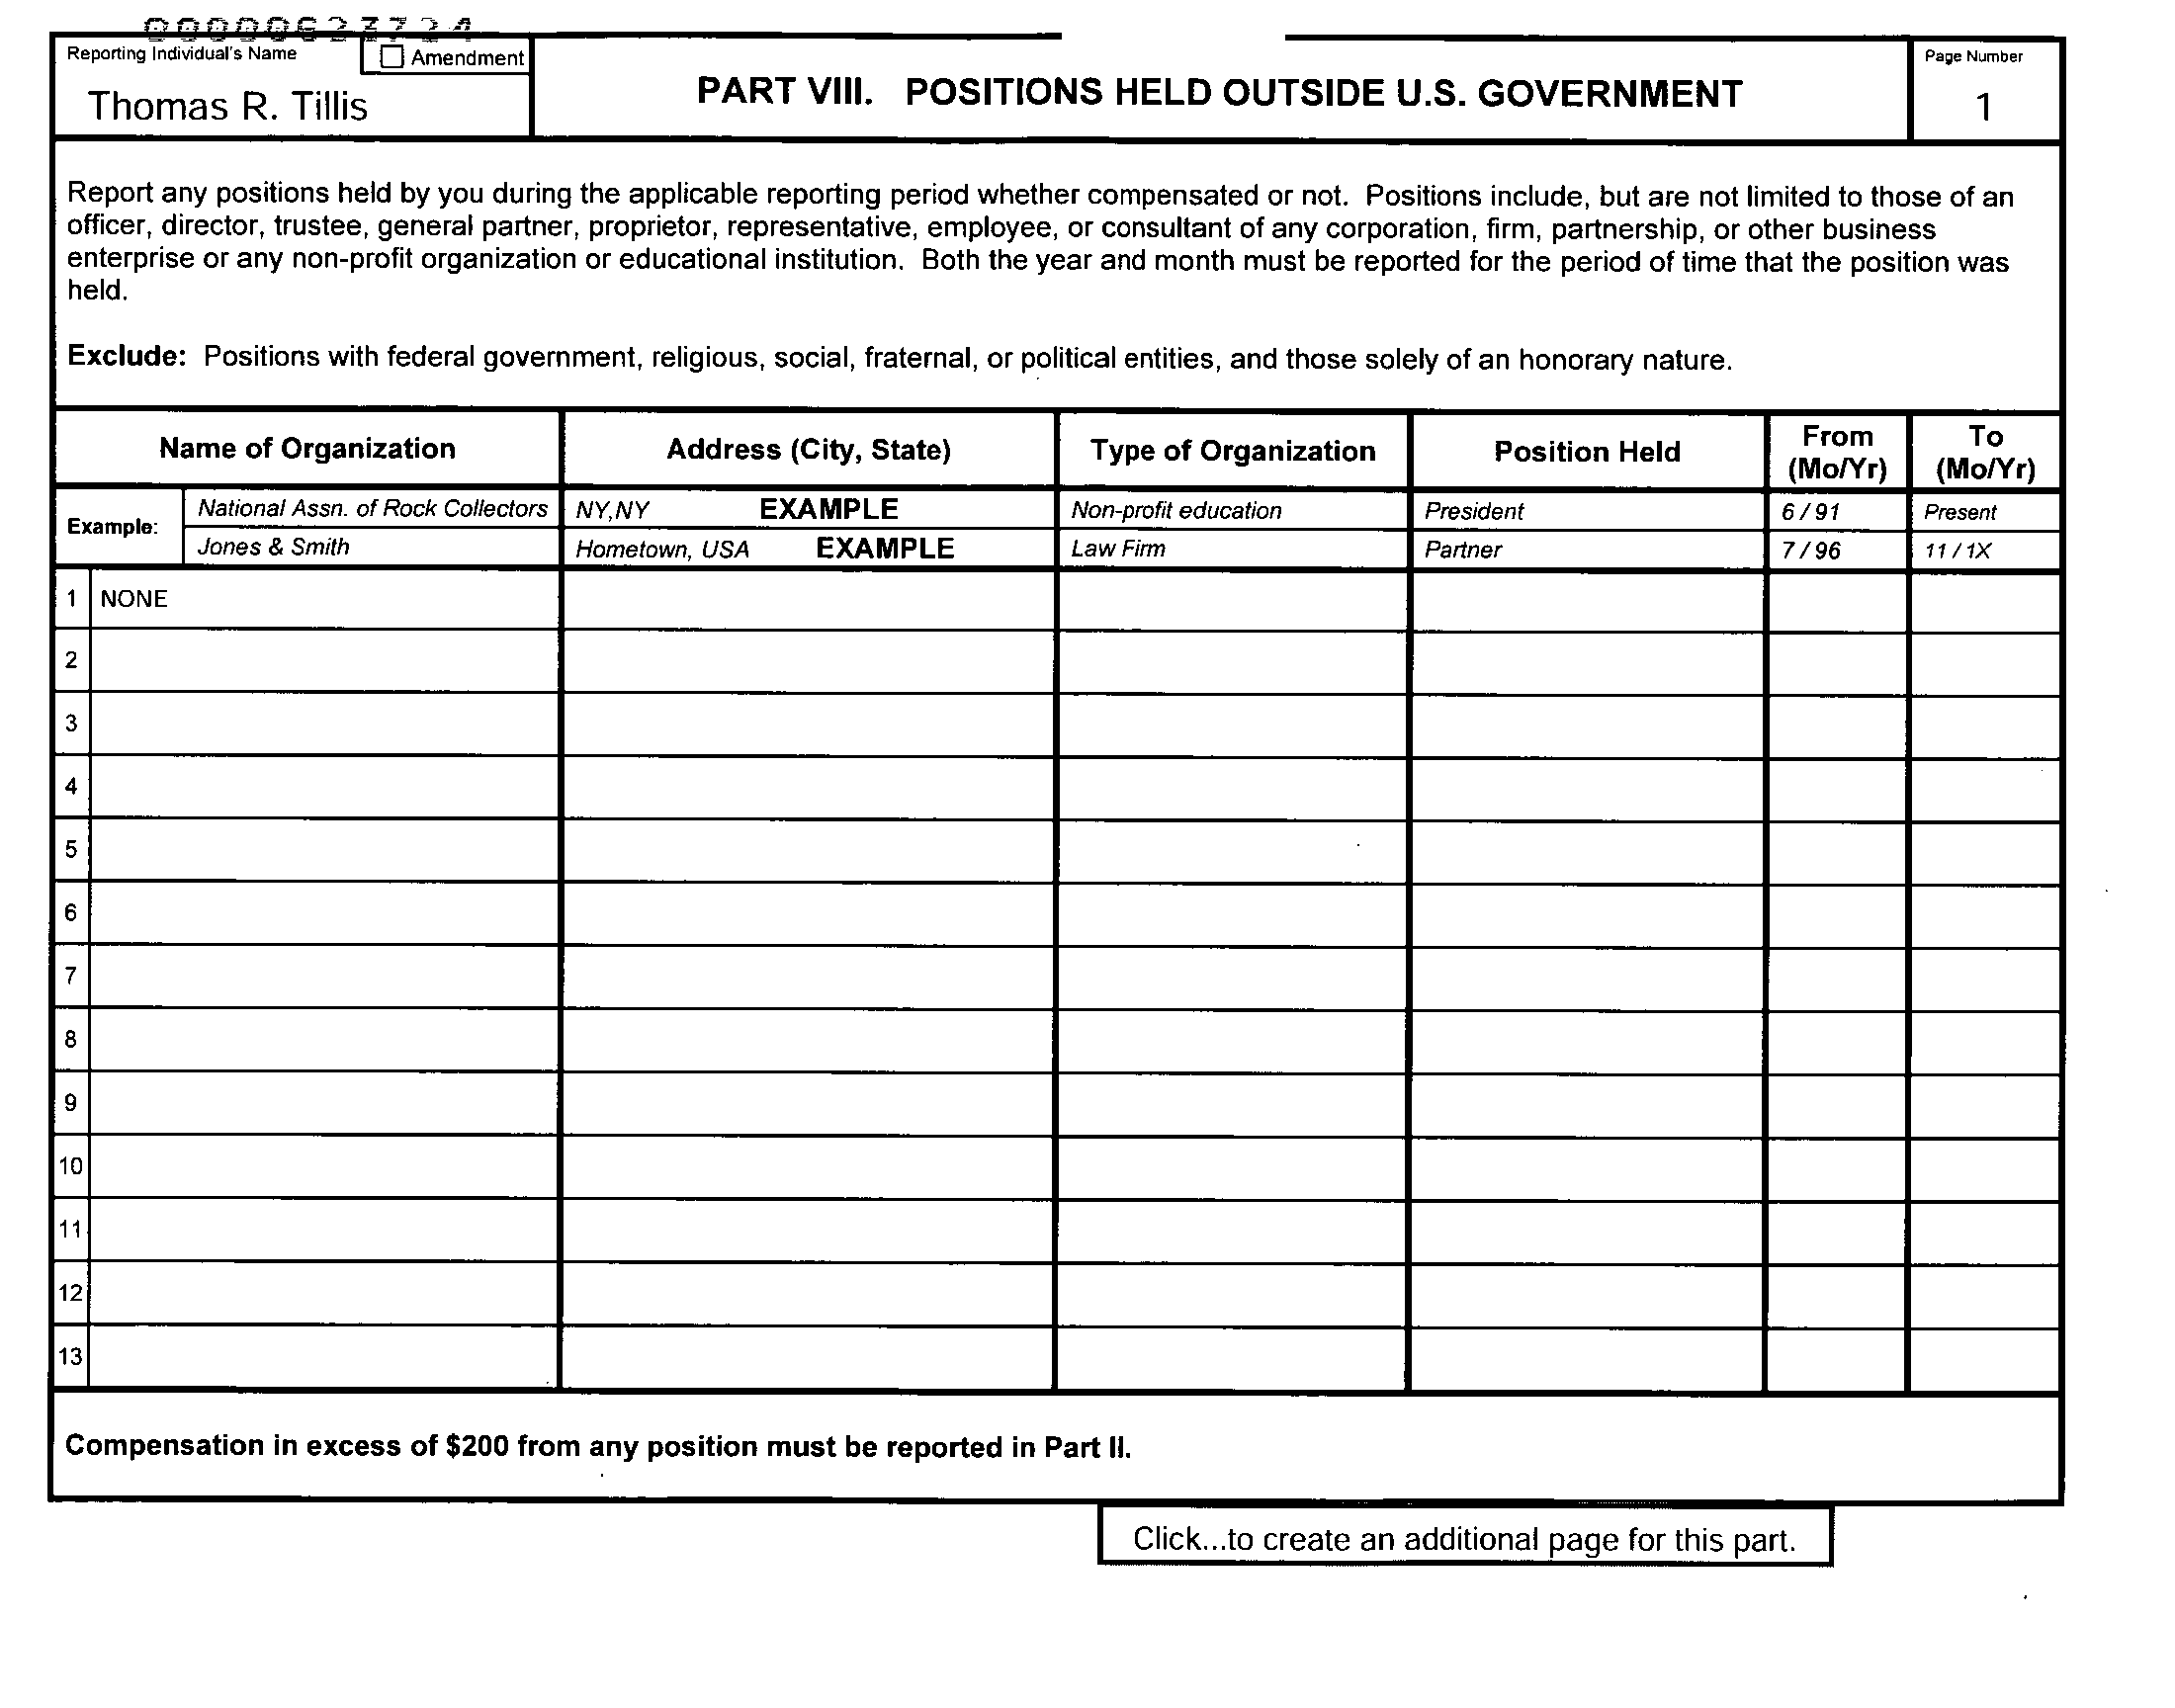 Reporting Individual's Name
Amendment
Thomas R. Tillis
PART VIII. POSITIONS HELD OUTSIDE U.S. GOVERNMENT
Page Number
1
Report any positions held by you during the applicable reporting period whether compensated or not. Positions include, but are not limited to those of an
officer, director, trustee, general partner, proprietor, representative, employee, or consultant of any corporation, firm, partnership, or other business
enterprise or any non-profit organization or educational institution. Both the year and month must be reported for the period of time that the position was
held.
Exclude: Positions with federal government, religious, social, fraternal, or political entities, and those solely of an honorary nature.
Name of Organization Address (City, State) Type of Organization Position Held From (Mo/Yr) To (Mo/Yr)
Example:
National Assn. of Rock Collectors NY,NY EXAMPLE Non-profit education President 6 / 91 Present
Jones & Smith Hometown, USA EXAMPLE Law Firm Partner 7 / 96 11 / 1X
1 NONE
2
3
4
5
6
7
8
9
10
11
12
13
Compensation in excess of $200 from any position must be reported in Part II.
Click...to create an additional page for this part.